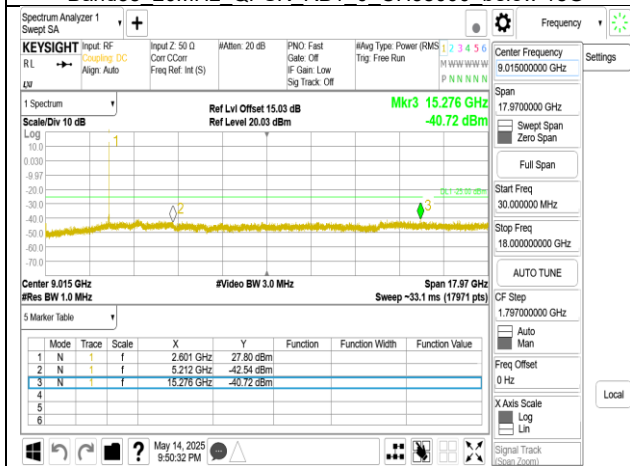 Spectrum Analyzer 1
Swept SA
Frequency
KEYSIGHT
Input: RF
Coupling: DC
Align: Auto
Input Z: 50 Ω
Corr CCorr
Freq Ref: Int (S)
#Atten: 20 dB
PNO: Fast
Gate: Off
IF Gain: Low
Sig Track: Off
#Avg Type: Power (RMS
Trig: Free Run
1 2 3 4 5 6
M W W W W W
P N N N N N
RL
LXI
Center Frequency
9.015000000 GHz
Settings
Span
17.9700000 GHz
Swept Span
Zero Span
Full Span
Start Freq
30.000000 MHz
Stop Freq
18.000000000 GHz
AUTO TUNE
CF Step
1.797000000 GHz
Auto
Man
Freq Offset
0 Hz
X Axis Scale
Log
Lin
Local
Signal Track
(Span Zoom)
1 Spectrum
Scale/Div 10 dB
Ref Lvl Offset 15.03 dB
Ref Level 20.03 dBm
Mkr3 15.276 GHz
-40.72 dBm
Log
10.0
0.030
-9.97
-20.0
-30.0
-40.0
-50.0
-60.0
-70.0
1
2
3
DL1 -25.00 dBm
Center 9.015 GHz
#Video BW 3.0 MHz
Span 17.97 GHz
#Res BW 1.0 MHz
Sweep ~33.1 ms (17971 pts)
5 Marker Table
Mode Trace Scale X Y Function Function Width Function Value
1 N 1 f 2.601 GHz 27.80 dBm
2 N 1 f 5.212 GHz -42.54 dBm
3 N 1 f 15.276 GHz -40.72 dBm
4
5
6
May 14, 2025
9:50:32 PM